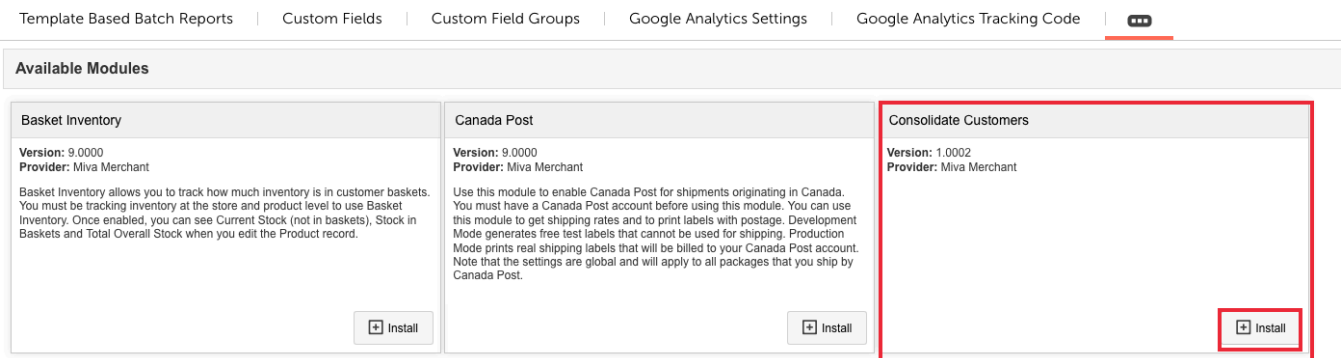 Template Based Batch Reports
Custom Fields
Custom Field Groups
Google Analytics Settings
Google Analytics Tracking Code
Available Modules
Basket Inventory
Version: 9.0000
Provider: Miva Merchant
Basket Inventory allows you to track how much inventory is in customer baskets.
You must be tracking inventory at the store and product level to use Basket
Inventory. Once enabled, you can see Current Stock (not in baskets), Stock in
Baskets and Total Overall Stock when you edit the Product record.
Install
Canada Post
Version: 9.0000
Provider: Miva Merchant
Use this module to enable Canada Post for shipments originating in Canada.
You must have a Canada Post account before using this module. You can use
this module to get shipping rates and to print labels with postage. Development
Mode generates free test labels that cannot be used for shipping. Production
Mode prints real shipping labels that will be billed to your Canada Post account.
Note that the settings are global and will apply to all packages that you ship by
Canada Post.
Install
Consolidate Customers
Version: 1.0002
Provider: Miva Merchant
Install